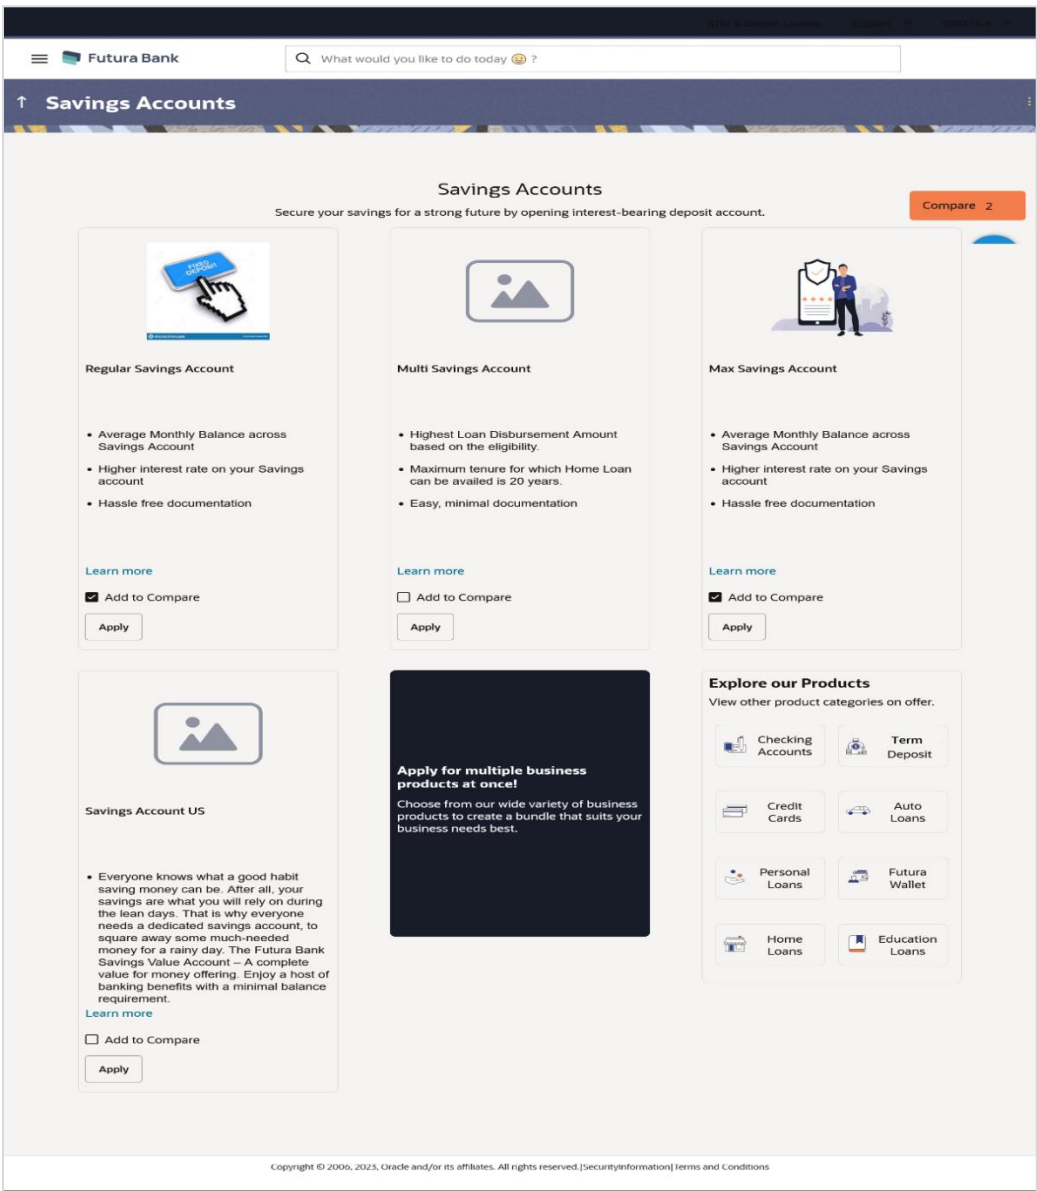 Futura Bank
What would you like to do today 😀 ?
↑ Savings Accounts
Savings Accounts
Secure your savings for a strong future by opening interest-bearing deposit account.
Compare 2
FIXED
DEPOSIT
Regular Savings Account
• Average Monthly Balance across
Savings Account
• Higher interest rate on your Savings
account
• Hassle free documentation
Learn more
Add to Compare
Apply
Multi Savings Account
• Highest Loan Disbursement Amount
based on the eligibility.
• Maximum tenure for which Home Loan
can be availed is 20 years.
• Easy, minimal documentation
Learn more
Add to Compare
Apply
Max Savings Account
• Average Monthly Balance across
Savings Account
• Higher interest rate on your Savings
account
• Hassle free documentation
Learn more
Add to Compare
Apply
Savings Account US
• Everyone knows what a good habit
saving money can be. After all, your
savings are what you will rely on during
the lean days. That is why everyone
needs a dedicated savings account, to
square away some much-needed
money for a rainy day. The Futura Bank
Savings Value Account – A complete
value for money offering. Enjoy a host of
banking benefits with a minimal balance
requirement.
Learn more
Add to Compare
Apply
Apply for multiple business
products at once!
Choose from our wide variety of business
products to create a bundle that suits your
business needs best.
Explore our Products
View other product categories on offer.
Checking
Accounts
Term
Deposit
Credit
Cards
Auto
Loans
Personal
Loans
Futura
Wallet
Home
Loans
Education
Loans
Copyright © 2006, 2023, Oracle and/or its affiliates. All rights reserved.|SecurityInformation|Terms and Conditions